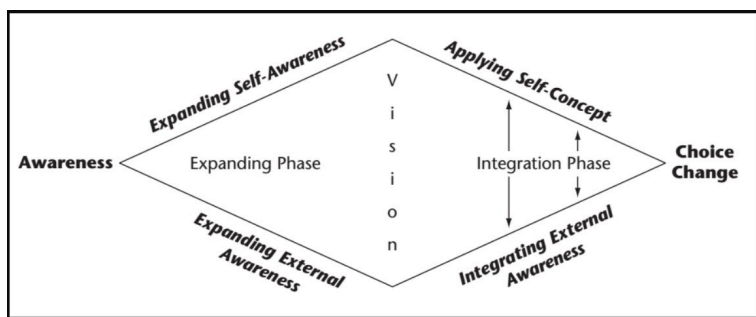 Expanding Self-Awareness
Applying Self-Concept
Vision
Awareness
Expanding Phase
Integration Phase
Choice
Change
Expanding External
Awareness
Integrating External
Awareness